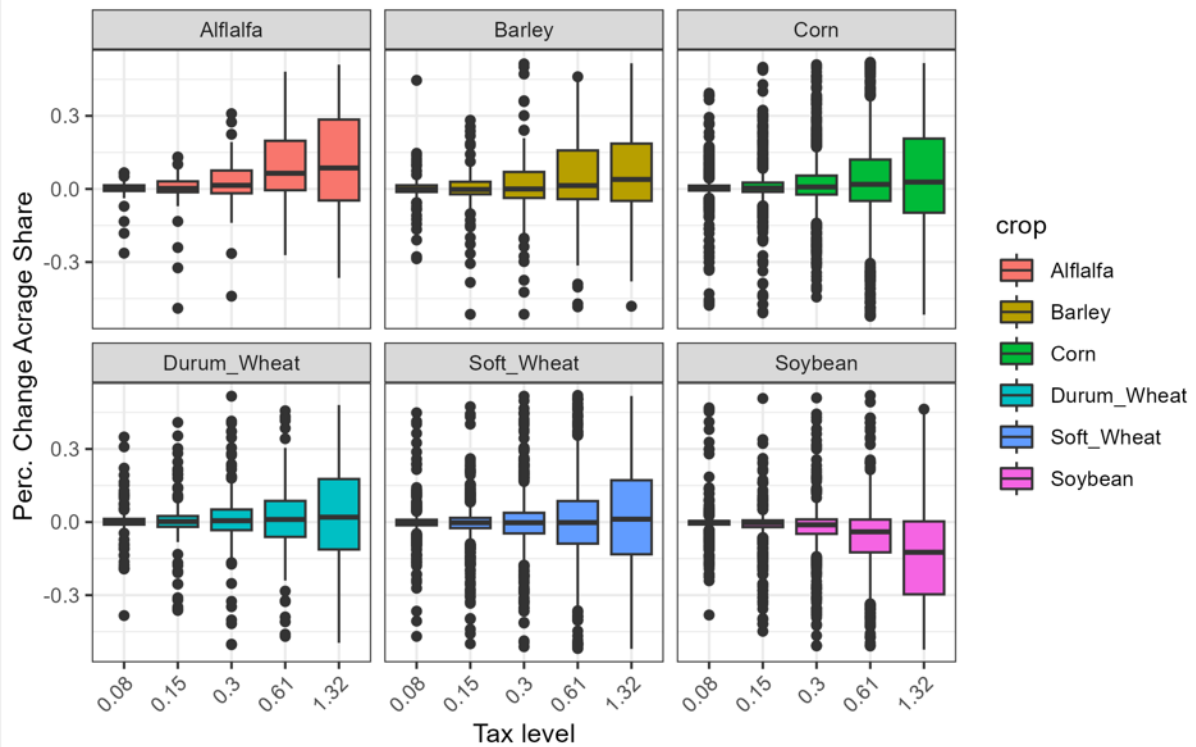 Alflalfa
Barley
Corn
0.3
0.0
-0.3
Durum_Wheat
Soft_Wheat
Soybean
0.3
0.0
-0.3
0.08 0.15 0.3 0.61 1.32
0.08 0.15 0.3 0.61 1.32
0.08 0.15 0.3 0.61 1.32
Tax level
Perc. Change Acrage Share
crop
Alflalfa
Barley
Corn
Durum_Wheat
Soft_Wheat
Soybean